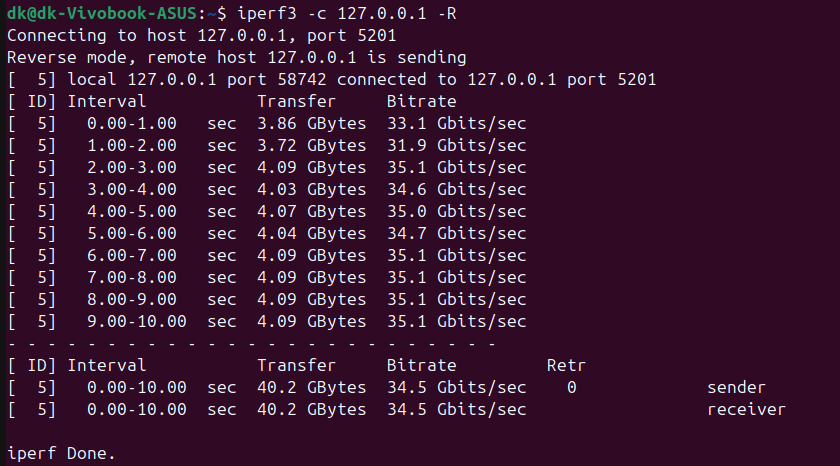 dk@dk-Vivobook-ASUS:~$ iperf3 -c 127.0.0.1 -R
Connecting to host 127.0.0.1, port 5201
Reverse mode, remote host 127.0.0.1 is sending
[  5] local 127.0.0.1 port 58742 connected to 127.0.0.1 port 5201
[ ID] Interval           Transfer     Bitrate
[  5]   0.00-1.00   sec  3.86 GBytes  33.1 Gbits/sec
[  5]   1.00-2.00   sec  3.72 GBytes  31.9 Gbits/sec
[  5]   2.00-3.00   sec  4.09 GBytes  35.1 Gbits/sec
[  5]   3.00-4.00   sec  4.03 GBytes  34.6 Gbits/sec
[  5]   4.00-5.00   sec  4.07 GBytes  35.0 Gbits/sec
[  5]   5.00-6.00   sec  4.04 GBytes  34.7 Gbits/sec
[  5]   6.00-7.00   sec  4.09 GBytes  35.1 Gbits/sec
[  5]   7.00-8.00   sec  4.09 GBytes  35.1 Gbits/sec
[  5]   8.00-9.00   sec  4.09 GBytes  35.1 Gbits/sec
[  5]   9.00-10.00  sec  4.09 GBytes  35.1 Gbits/sec
- - - - - - - - - - - - - - - - - - - - - - - - -
[ ID] Interval           Transfer     Bitrate         Retr
[  5]   0.00-10.00  sec  40.2 GBytes  34.5 Gbits/sec    0             sender
[  5]   0.00-10.00  sec  40.2 GBytes  34.5 Gbits/sec                  receiver

iperf Done.